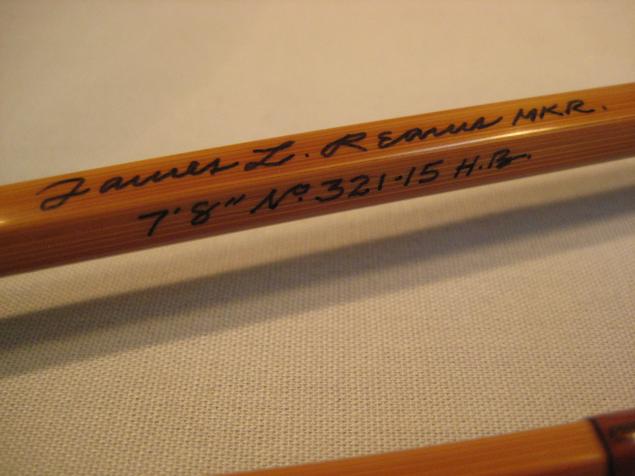 James L. Reams MKR.
7'8" No 321-15 H.B.